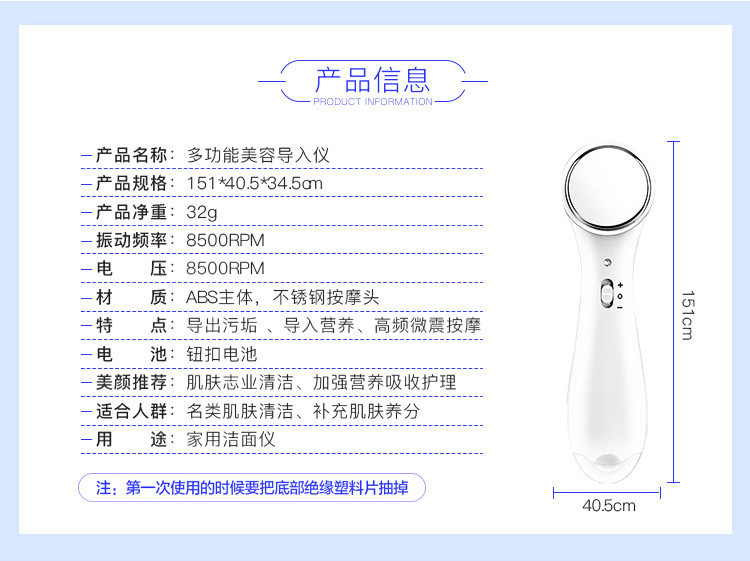 产品信息
PRODUCT INFORMATION
产品名称：多功能美容导入仪
产品规格：151*40.5*34.5cm
产品净重：32g
振动频率：8500RPM
电 压：8500RPM
材 质：ABS主体，不锈钢按摩头
特 点：导出污垢 、导入营养、高频微震按摩
电 池：钮扣电池
美颜推荐：肌肤志业清洁、加强营养吸收护理
适合人群：名类肌肤清洁、补充肌肤养分
用 途：家用洁面仪
注：第一次使用的时候要把底部绝缘塑料片抽掉
+
o
–
151cm
40.5cm